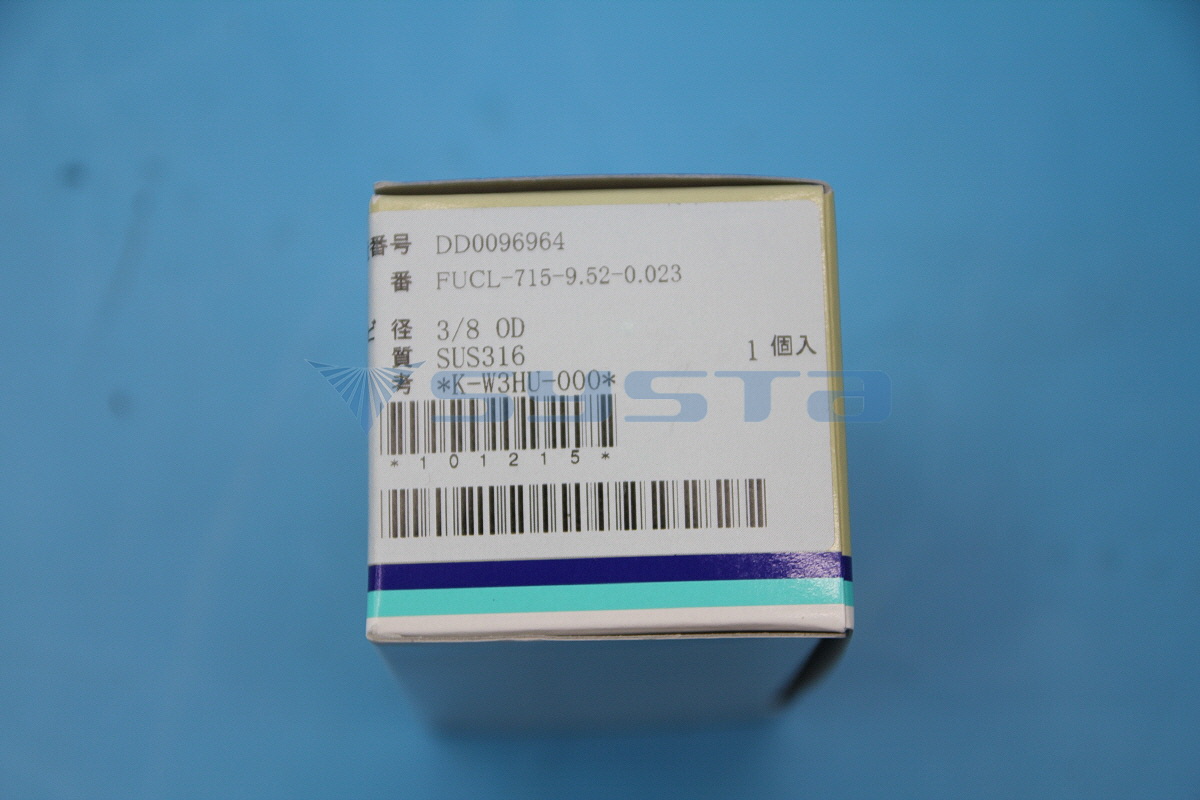 番号 DD0096964
番 FUCL-715-9.52-0.023
径 3/8 OD
質 SUS316 1 個入
考 *K-W3HU-000*
SYSTA
*101215*